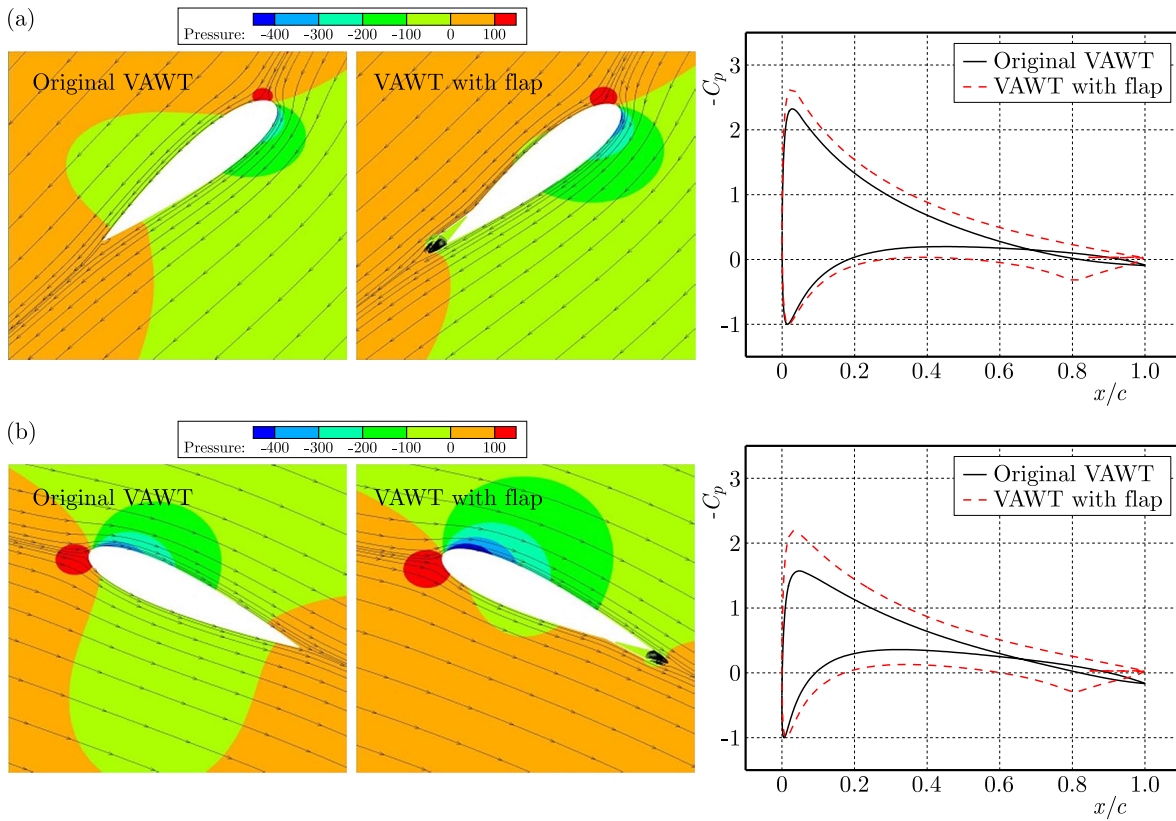 (a)
Pressure: -400 -300 -200 -100 0 100
Original VAWT
VAWT with flap
-Cp
3
2
1
0
-1
0 0.2 0.4 0.6 0.8 1.0
x/c
Original VAWT
VAWT with flap
(b)
Pressure: -400 -300 -200 -100 0 100
Original VAWT
VAWT with flap
-Cp
3
2
1
0
-1
0 0.2 0.4 0.6 0.8 1.0
x/c
Original VAWT
VAWT with flap